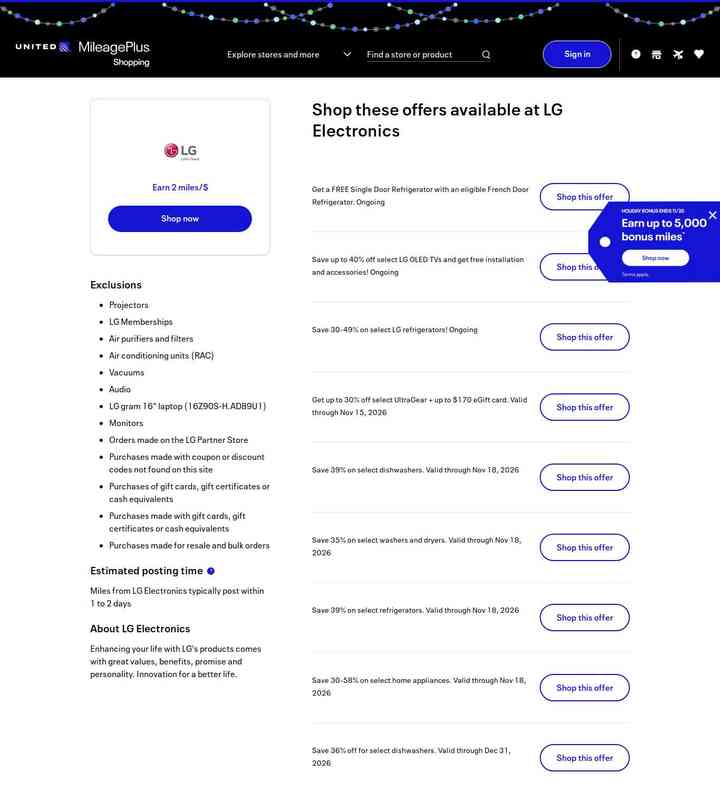 UNITED MileagePlus
Shopping
Explore stores and more
Find a store or product
Sign in
LG
Earn 2 miles/$
Shop now
Exclusions
Projectors
LG Memberships
Air purifiers and filters
Air conditioning units (RAC)
Vacuums
Audio
LG gram 16" laptop (16Z90S-H.ADB9U1)
Monitors
Orders made on the LG Partner Store
Purchases made with coupon or discount
codes not found on this site
Purchases of gift cards, gift certificates or
cash equivalents
Purchases made with gift cards, gift
certificates or cash equivalents
Purchases made for resale and bulk orders
Estimated posting time
Miles from LG Electronics typically post within
1 to 2 days
About LG Electronics
Enhancing your life with LG's products comes
with great values, benefits, promise and
personality. Innovation for a better life.
Shop these offers available at LG
Electronics
Get a FREE Single Door Refrigerator with an eligible French Door
Refrigerator. Ongoing
Shop this offer
HOLIDAY BONUS ENDS 11/20
Earn up to 5,000
bonus miles*
Shop now
Terms apply.
Save up to 40% off select LG OLED TVs and get free installation
and accessories! Ongoing
Shop this o
Save 30-49% on select LG refrigerators! Ongoing
Shop this offer
Get up to 30% off select UltraGear + up to $170 eGift card. Valid
through Nov 15, 2026
Shop this offer
Save 39% on select dishwashers. Valid through Nov 18, 2026
Shop this offer
Save 35% on select washers and dryers. Valid through Nov 18,
2026
Shop this offer
Save 39% on select refrigerators. Valid through Nov 18, 2026
Shop this offer
Save 30-58% on select home appliances. Valid through Nov 18,
2026
Shop this offer
Save 36% off for select dishwashers. Valid through Dec 31,
2026
Shop this offer